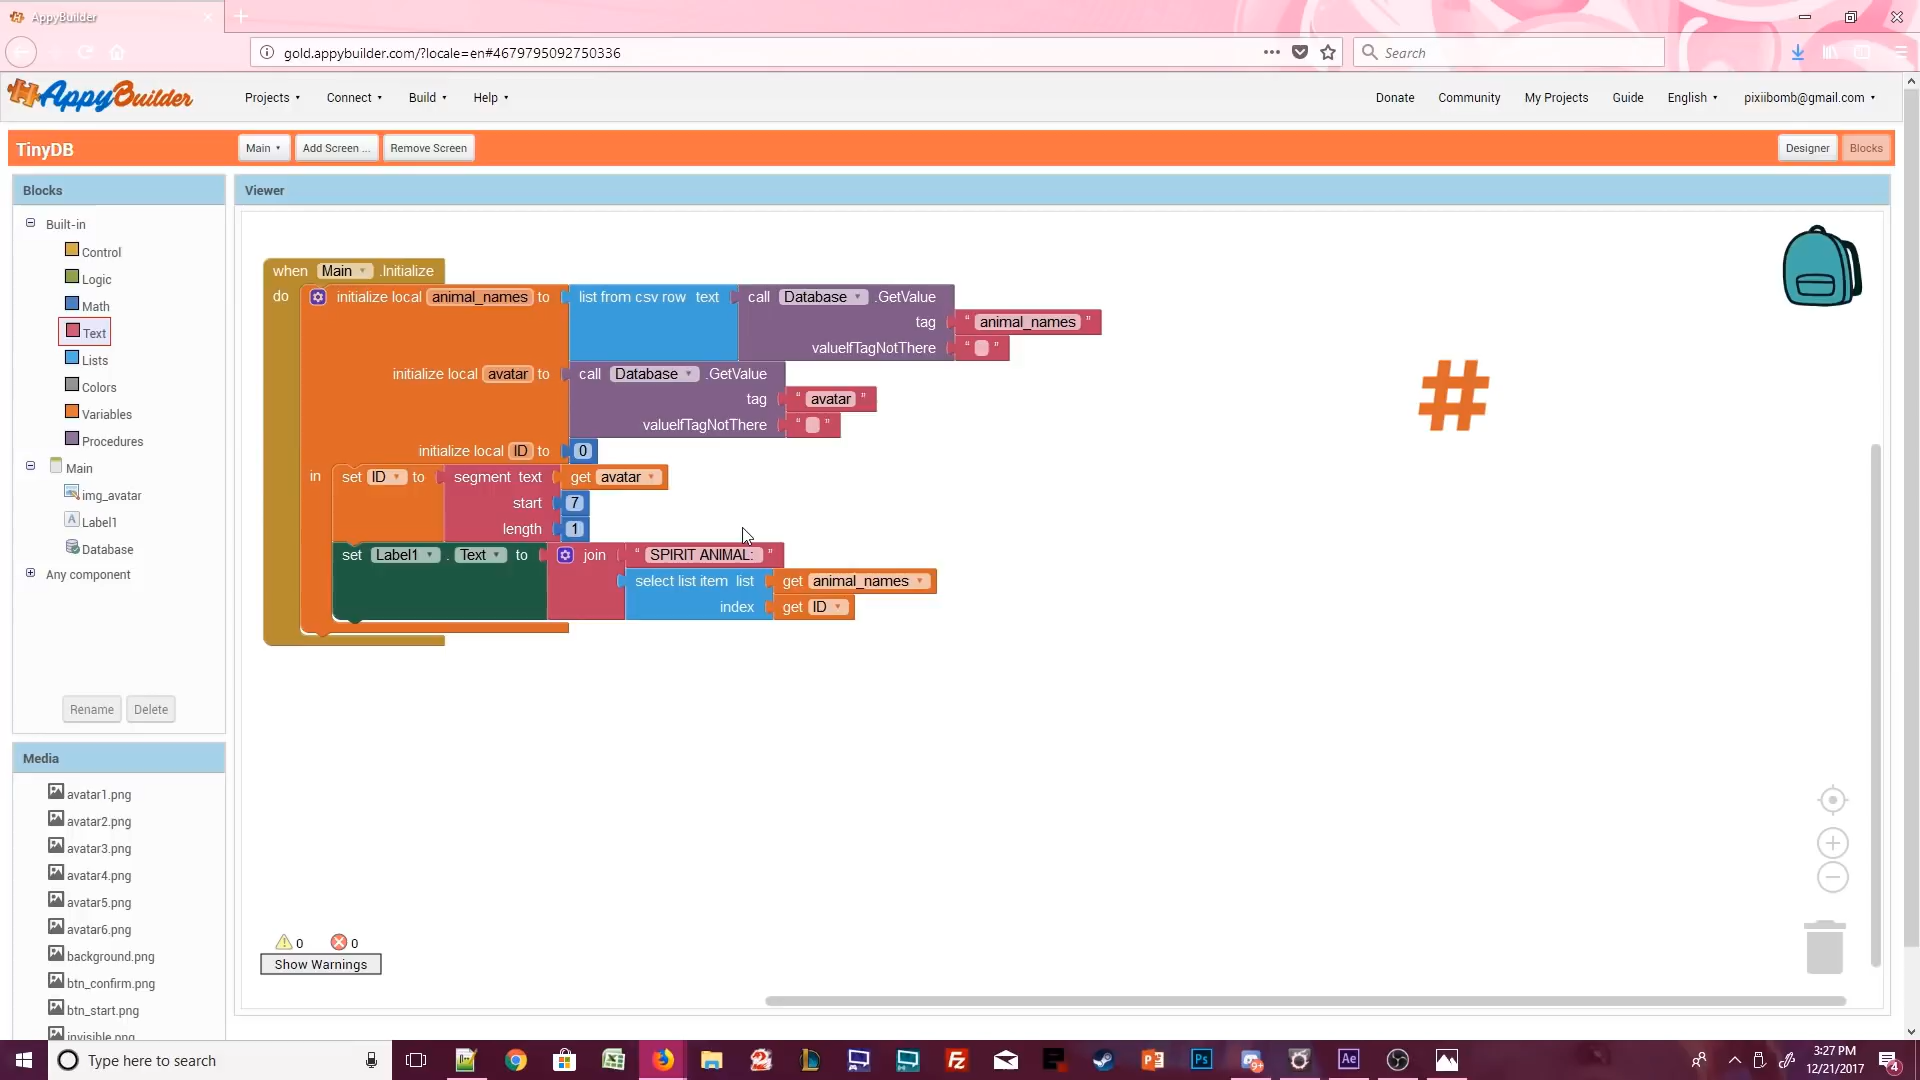 AppyBuilder
gold.appybuilder.com/?locale=en#4679795092750336
Search
AppyBuilder
Projects
Connect
Build
Help
Donate
Community
My Projects
Guide
English
pixiibomb@gmail.com
TinyDB
Main
Add Screen ...
Remove Screen
Designer
Blocks
Blocks
Viewer
Built-in
Control
Logic
Math
Text
Lists
Colors
Variables
Procedures
Main
img_avatar
Label1
Database
Any component
Rename
Delete
when Main .Initialize
do initialize local animal_names to list from csv row text call Database .GetValue
tag " animal_names "
valueIfTagNotThere " "
initialize local avatar to call Database .GetValue
tag " avatar "
valueIfTagNotThere " "
initialize local ID to 0
in set ID to segment text get avatar
start 7
length 1
set Label1 . Text to join " SPIRIT ANIMAL: "
select list item list get animal_names
index get ID
#
Media
avatar1.png
avatar2.png
avatar3.png
avatar4.png
avatar5.png
avatar6.png
background.png
btn_confirm.png
btn_start.png
invisible.png
0 0
Show Warnings
Type here to search
Ps
Ae
3:27 PM
12/21/2017
4